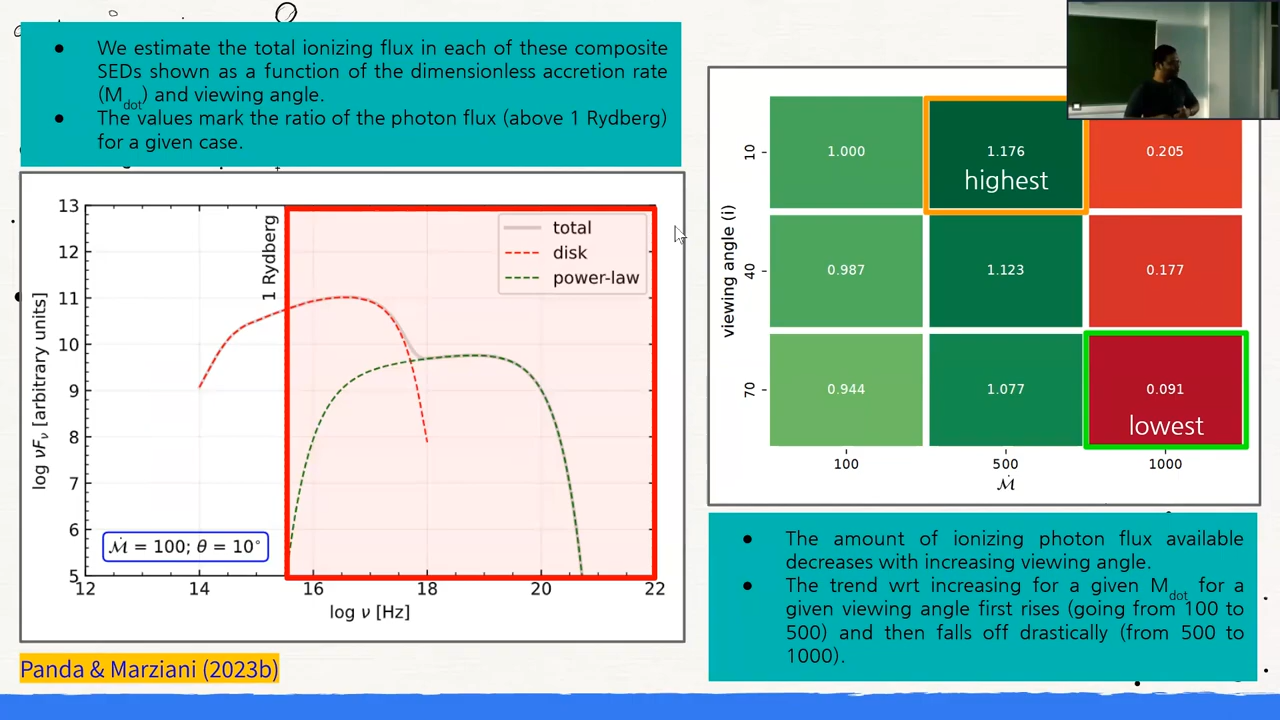 We estimate the total ionizing flux in each of these composite
SEDs shown as a function of the dimensionless accretion rate
(Mdot) and viewing angle.
The values mark the ratio of the photon flux (above 1 Rydberg)
for a given case.
13
12
11
10
9
8
7
6
5
log νFν [arbitrary units]
1 Rydberg
total
disk
power-law
Ṁ = 100; θ = 10°
12 14 16 18 20 22
log ν [Hz]
Panda & Marziani (2023b)
viewing angle (i)
10
1.000 1.176 0.205
highest
40
0.987 1.123 0.177
70
0.944 1.077 0.091
lowest
100 500 1000
Ṁ
The amount of ionizing photon flux available
decreases with increasing viewing angle.
The trend wrt increasing for a given Mdot for a
given viewing angle first rises (going from 100 to
500) and then falls off drastically (from 500 to
1000).